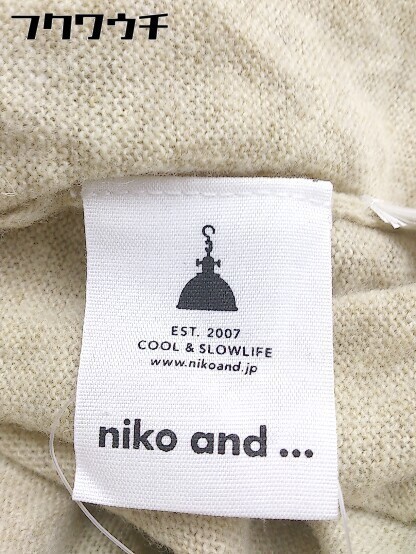 フクワウチ
EST. 2007
COOL & SLOWLIFE
www.nikoand.jp
niko and ...